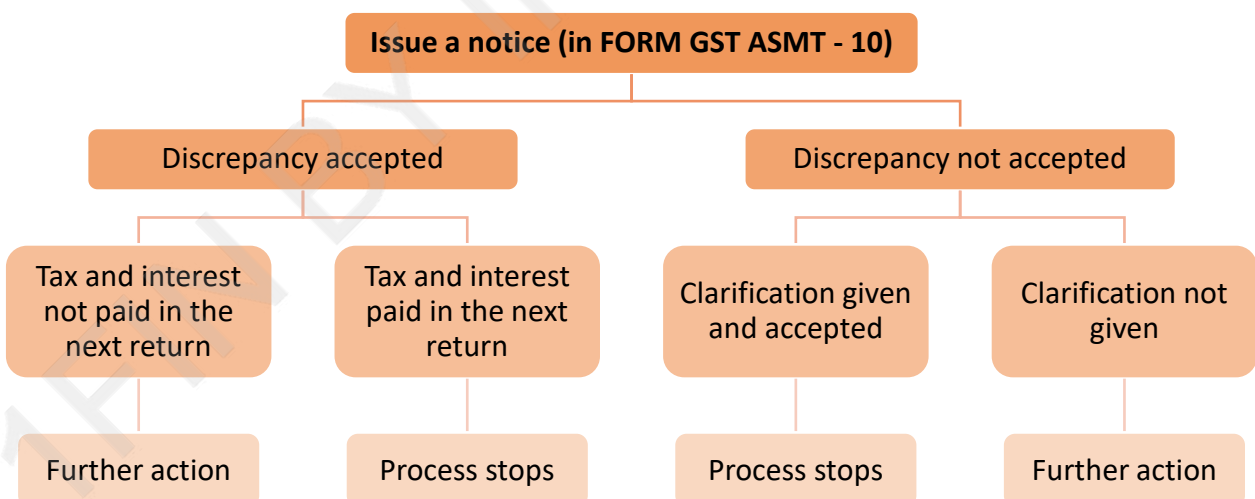 Issue a notice (in FORM GST ASMT - 10)
Discrepancy accepted
Discrepancy not accepted
Tax and interest
not paid in the
next return
Tax and interest
paid in the next
return
Clarification given
and accepted
Clarification not
given
Further action
Process stops
Process stops
Further action
1FIN BY